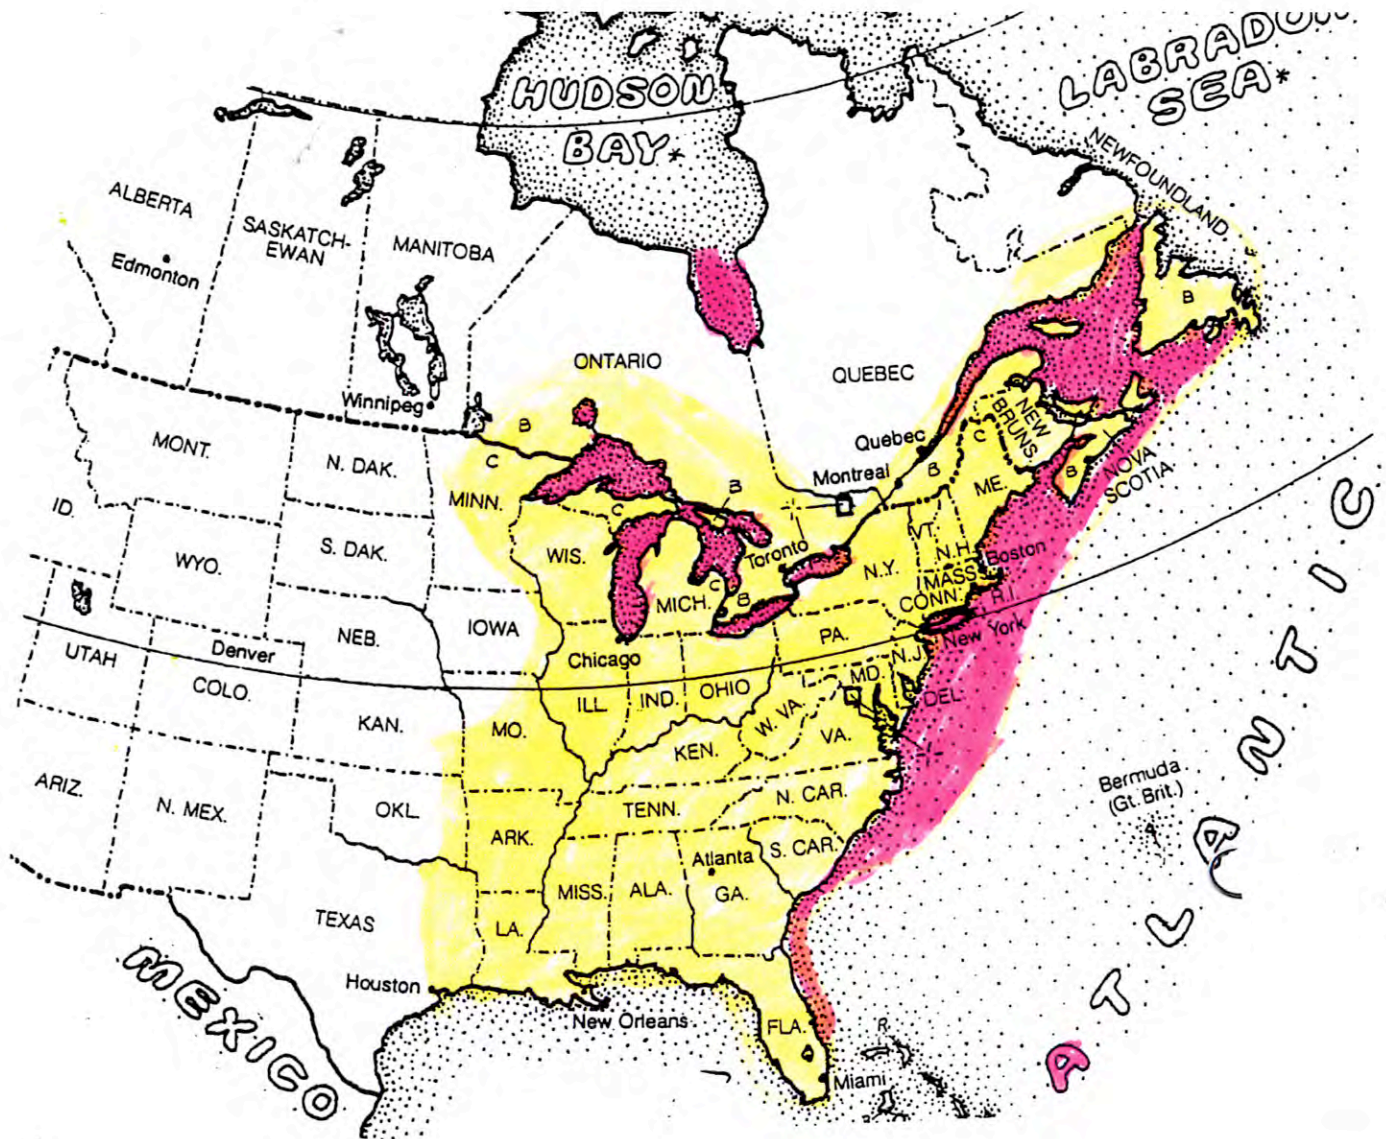 HUDSON
BAY*
LABRADOR
SEA*
NEWFOUNDLAND
ALBERTA
Edmonton
SASKATCH-
EWAN
MANITOBA
Winnipeg
ONTARIO
QUEBEC
Quebec
Montreal
NEW
BRUNS.
NOVA
SCOTIA
B
B
C
B
C
B
C
B
C
B
B
MONT.
N. DAK.
MINN.
ID.
WYO.
S. DAK.
WIS.
MICH.
Toronto
N.Y.
VT.
N.H.
ME.
Boston
MASS.
CONN.
R.I.
New York
UTAH
Denver
COLO.
NEB.
IOWA
Chicago
ILL.
IND.
OHIO
PA.
N.J.
MD.
DEL.
KAN.
MO.
KEN.
W. VA.
VA.
ARIZ.
N. MEX.
OKL.
ARK.
TENN.
N. CAR.
S. CAR.
Atlanta
GA.
MISS.
ALA.
LA.
TEXAS
Houston
New Orleans
FLA.
Miami
R.
Bermuda
(Gt. Brit.)
MEXICO
ATLANTIC